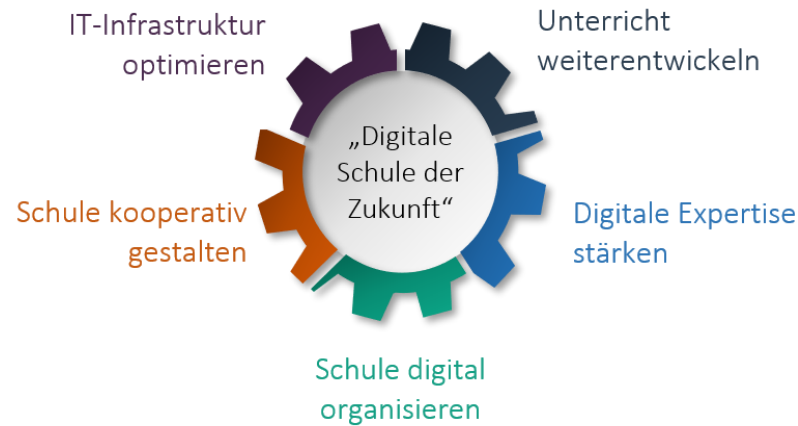 IT-Infrastruktur
optimieren
Unterricht
weiterentwickeln
„Digitale
Schule der
Zukunft“
Schule kooperativ
gestalten
Digitale Expertise
stärken
Schule digital
organisieren